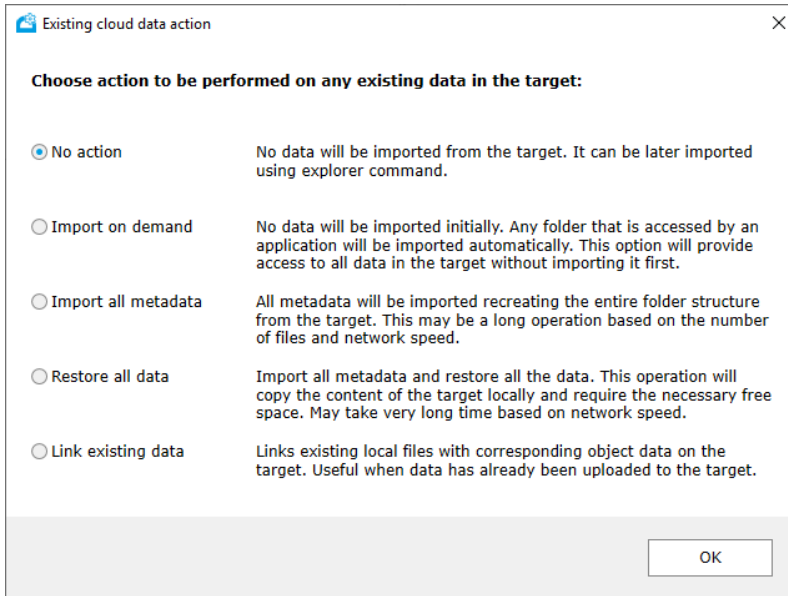 Existing cloud data action
Choose action to be performed on any existing data in the target:
No action
No data will be imported from the target. It can be later imported
using explorer command.
Import on demand
No data will be imported initially. Any folder that is accessed by an
application will be imported automatically. This option will provide
access to all data in the target without importing it first.
Import all metadata
All metadata will be imported recreating the entire folder structure
from the target. This may be a long operation based on the number
of files and network speed.
Restore all data
Import all metadata and restore all the data. This operation will
copy the content of the target locally and require the necessary free
space. May take very long time based on network speed.
Link existing data
Links existing local files with corresponding object data on the
target. Useful when data has already been uploaded to the target.
OK